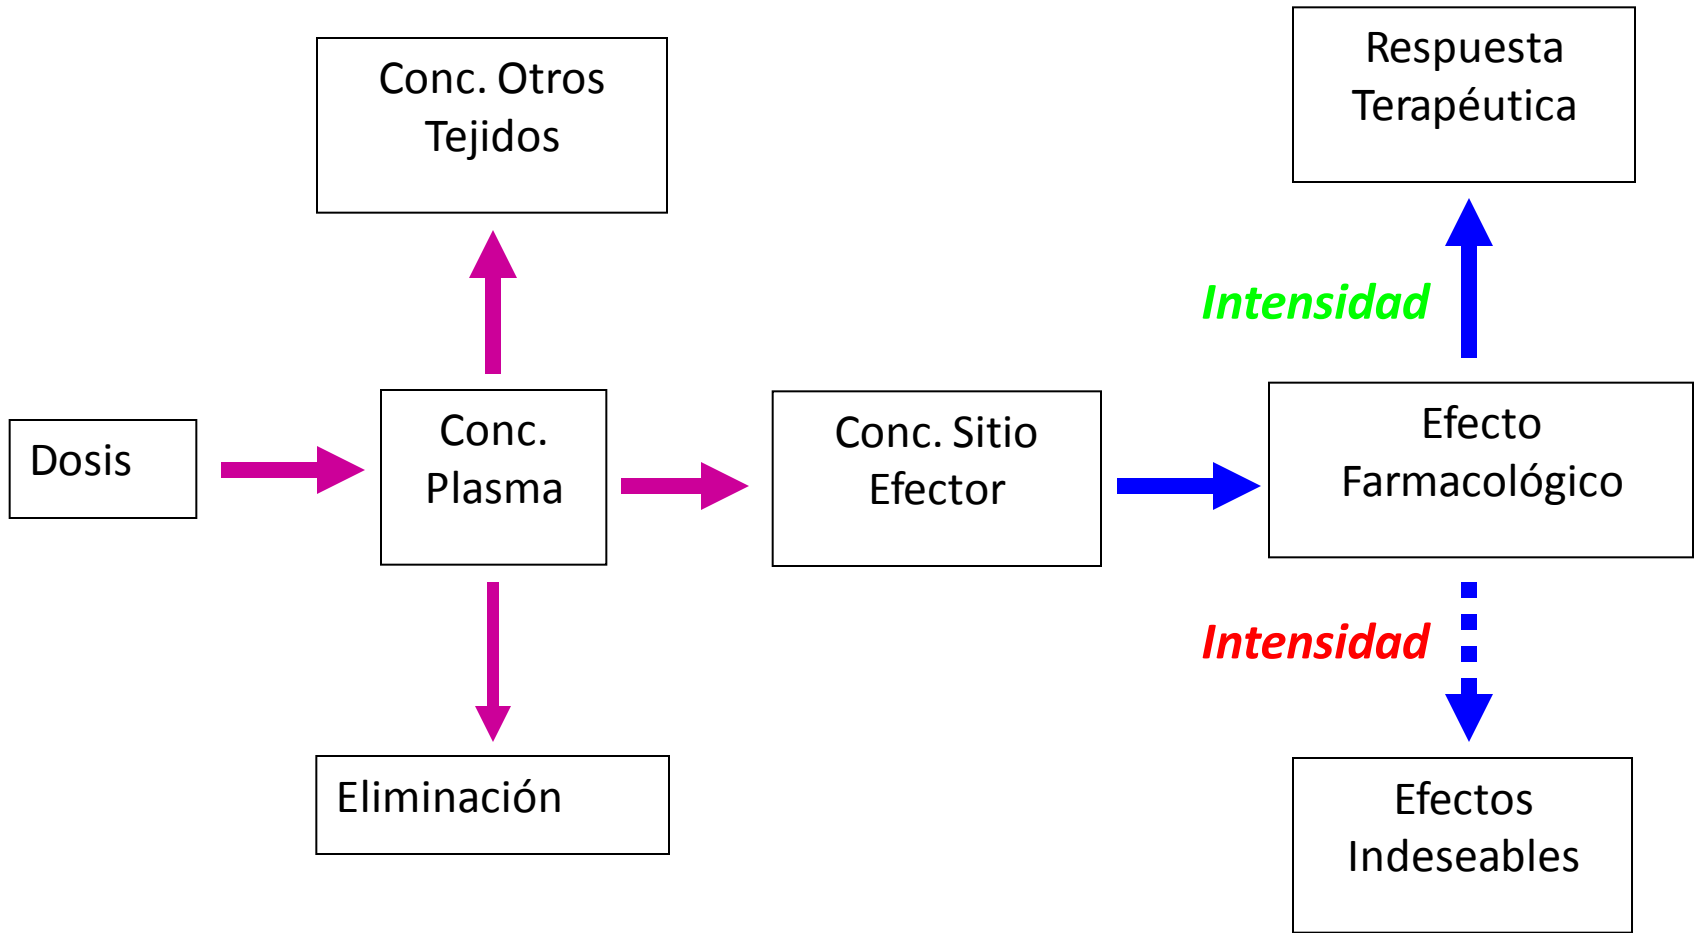 Conc. Otros
Tejidos
Respuesta
Terapéutica
Intensidad
Dosis
Conc.
Plasma
Conc. Sitio
Efector
Efecto
Farmacológico
Intensidad
Eliminación
Efectos
Indeseables